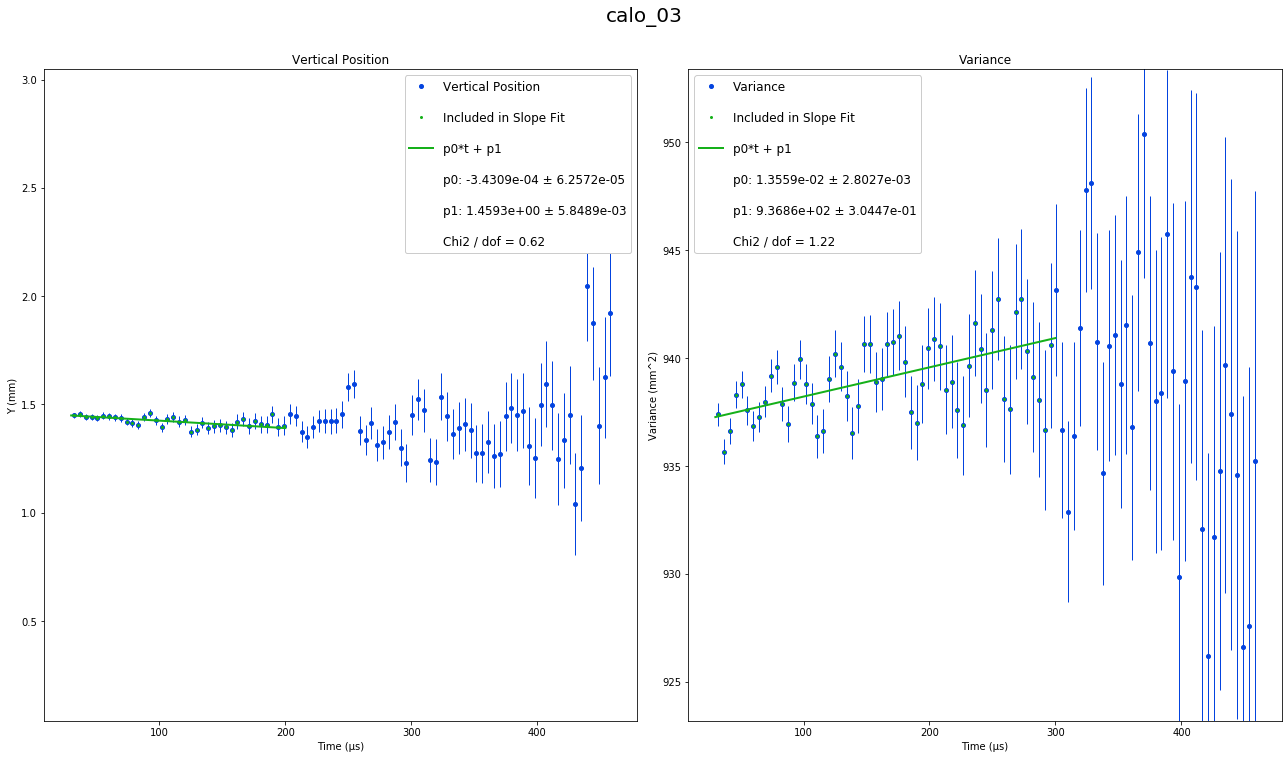 calo_03
Vertical Position
3.0
2.5
2.0
1.5
1.0
0.5
Y (mm)
100
200
300
400
Time (μs)
Vertical Position
Included in Slope Fit
p0*t + p1
p0: -3.4309e-04 ± 6.2572e-05
p1: 1.4593e+00 ± 5.8489e-03
Chi2 / dof = 0.62
Variance
950
945
940
935
930
925
Variance (mm^2)
100
200
300
400
Time (μs)
Variance
Included in Slope Fit
p0*t + p1
p0: 1.3559e-02 ± 2.8027e-03
p1: 9.3686e+02 ± 3.0447e-01
Chi2 / dof = 1.22